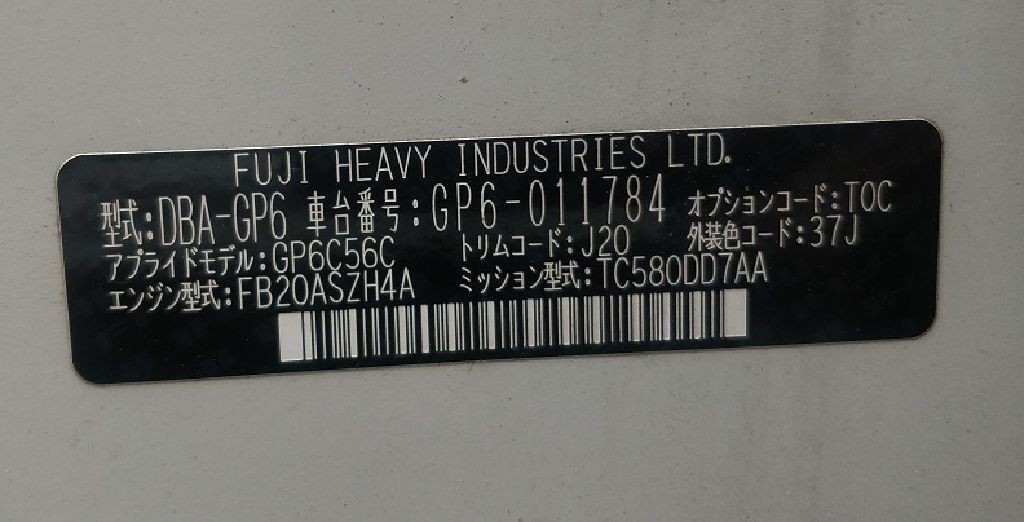 FUJI HEAVY INDUSTRIES LTD.
型式:DBA-GP6 車台番号:GP6-011784 オプションコード:TOC
アプライドモデル:GP6C56C トリムコード:J20 外装色コード:37J
エンジン型式:FB20ASZH4A ミッション型式:TC580DD7AA